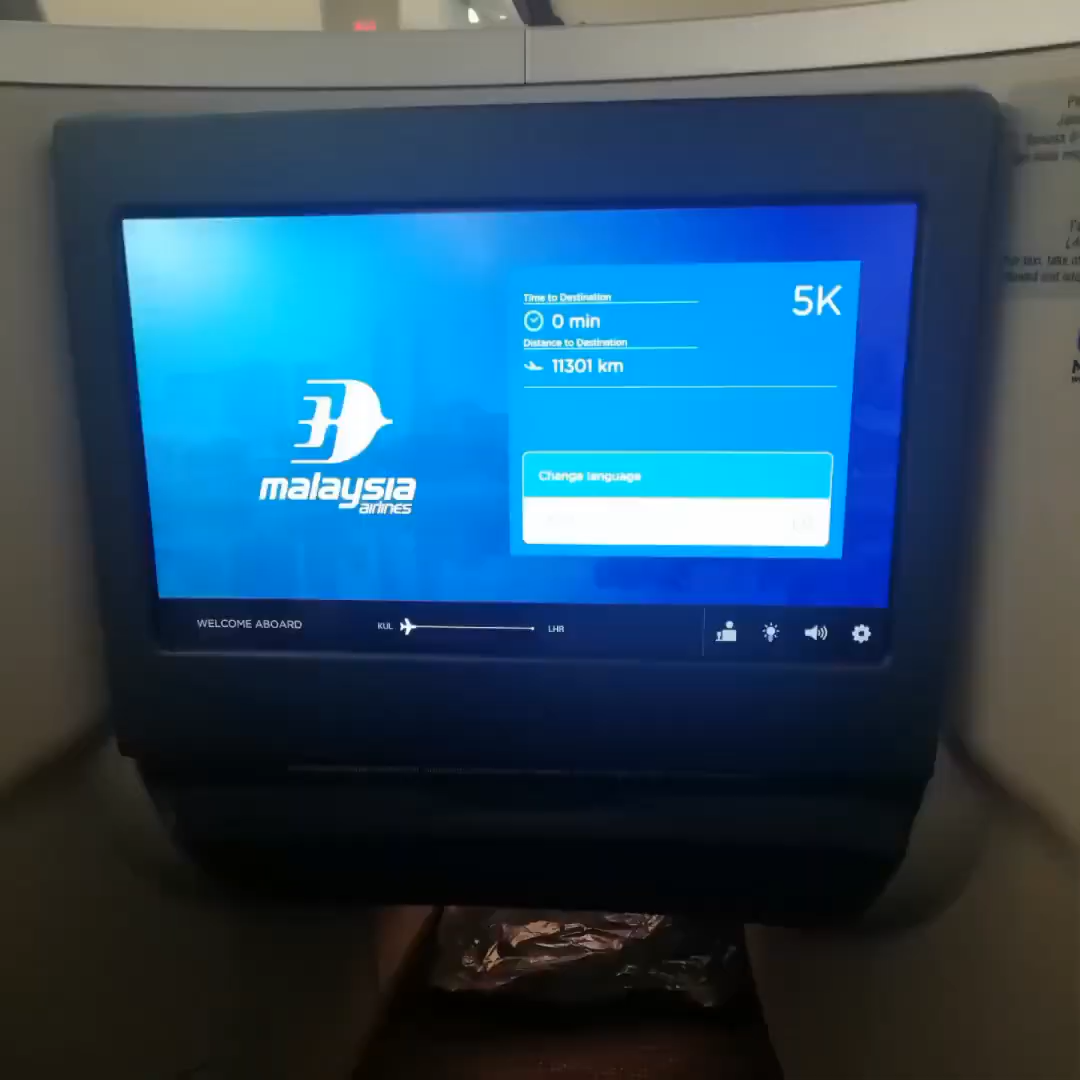 malaysia
airlines
5K
Time to Destination
0 min
Distance to Destination
11301 km
Change language
WELCOME ABOARD
KUL
LHR